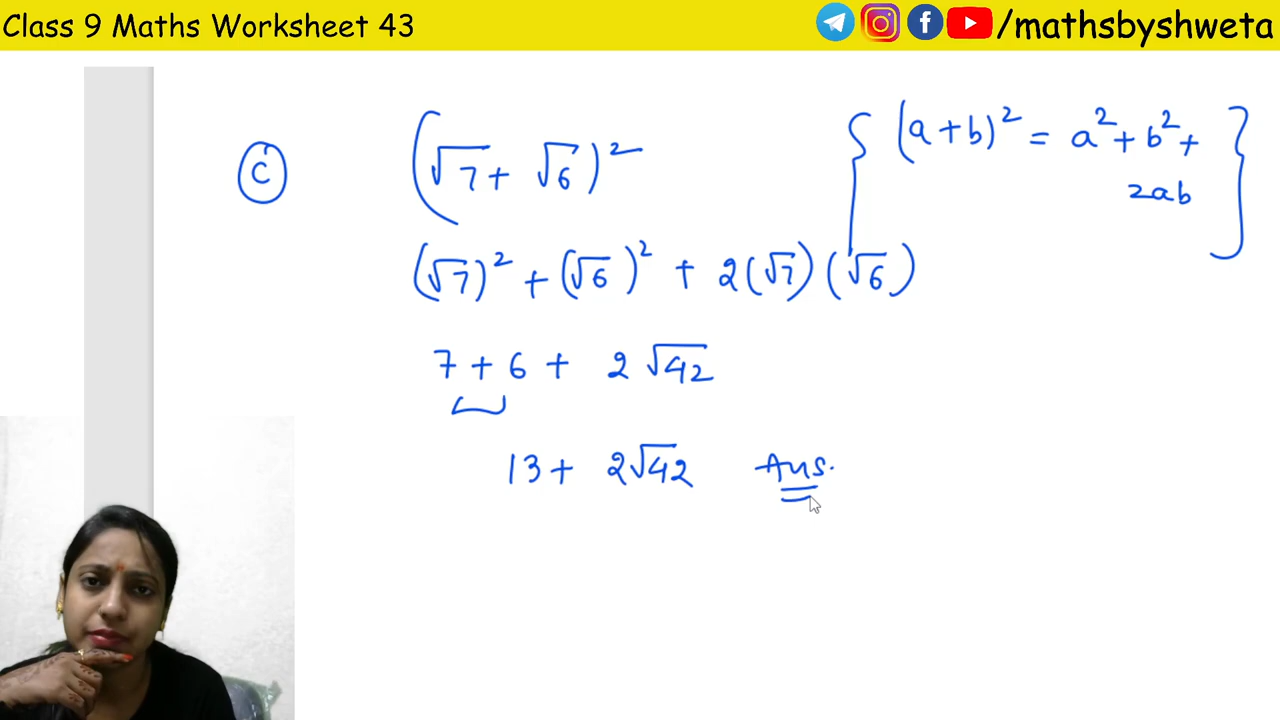 Class 9 Maths Worksheet 43
/mathsbyshweta
C
(√7 + √6)²
{(a+b)² = a² + b² +
2ab}
(√7)² + (√6)² + 2(√7)(√6)
7 + 6 + 2√42
13 + 2√42 Ans.